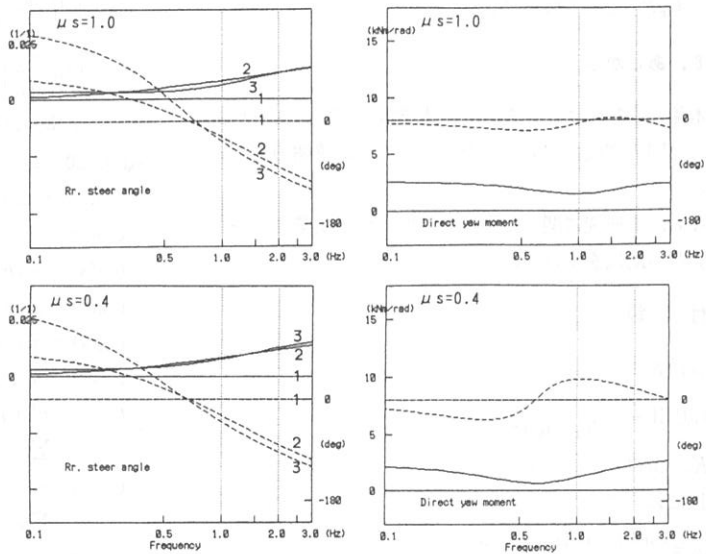 μs=1.0
(1/1)
0.025
0
2
3
1
1
2
3
0
(deg)
-180
Rr. steer angle
0.1 0.5 1.0 2.0 3.0 (Hz)
μs=1.0
(kNm/rad)
15
10
5
0
0
(deg)
-180
Direct yaw moment
0.1 0.5 1.0 2.0 3.0 (Hz)
μs=0.4
(1/1)
0.025
0
3
2
1
1
2
3
0
(deg)
-180
Rr. steer angle
0.1 0.5 1.0 2.0 3.0 (Hz)
Frequency
μs=0.4
(kNm/rad)
15
10
5
0
0
(deg)
-180
Direct yaw moment
0.1 0.5 1.0 2.0 3.0 (Hz)
Frequency